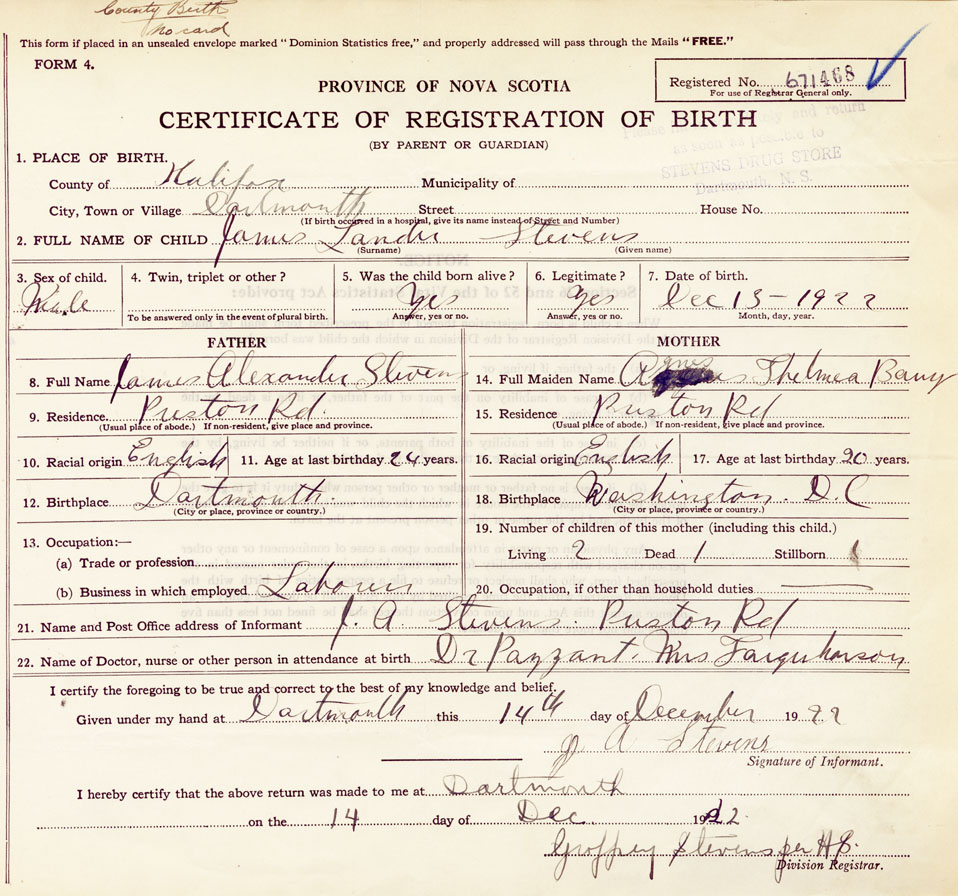 County Birth
no card
This form if placed in an unsealed envelope marked "Dominion Statistics free," and properly addressed will pass through the Mails "FREE."
FORM 4.
PROVINCE OF NOVA SCOTIA
Registered No. 671468
For use of Registrar General only.
CERTIFICATE OF REGISTRATION OF BIRTH
(BY PARENT OR GUARDIAN)
and return
as soon as possible to
STEVENS DRUG STORE
Dartmouth, N. S.
1. PLACE OF BIRTH.
County of Halifax Municipality of
City, Town or Village Dartmouth Street House No.
(If birth occurred in a hospital, give its name instead of Street and Number)
2. FULL NAME OF CHILD James Stevens
(Surname) (Given name)
3. Sex of child. 4. Twin, triplet or other? 5. Was the child born alive? 6. Legitimate? 7. Date of birth.
Male Yes Yes Dec 13 - 1922
To be answered only in the event of plural birth. Answer, yes or no. Answer, yes or no. Month, day, year.
FATHER MOTHER
8. Full Name James Alexander Stevens 14. Full Maiden Name Agnes Thelmea
9. Residence. Preston Rd. 15. Residence Preston Rd
(Usual place of abode.) If non-resident, give place and province. (Usual place of abode.) If non-resident, give place and province.
10. Racial origin English 11. Age at last birthday 24 years. 16. Racial origin English 17. Age at last birthday 20 years.
12. Birthplace Dartmouth. 18. Birthplace Washington. D.C
(City or place, province or country.) (City or place, province or country.)
13. Occupation:— 19. Number of children of this mother (including this child.)
(a) Trade or profession Living 2 Dead 1 Stillborn
(b) Business in which employed Labourer 20. Occupation, if other than household duties
21. Name and Post Office address of Informant J. A. Stevens. Preston Rd
22. Name of Doctor, nurse or other person in attendance at birth Dr Payzant. Mrs Farquharson
I certify the foregoing to be true and correct to the best of my knowledge and belief.
Given under my hand at Dartmouth this 14th day of December 1922
J A Stevens
Signature of Informant.
I hereby certify that the above return was made to me at Dartmouth
on the 14 day of Dec. 1922
Stevens per
Division Registrar.